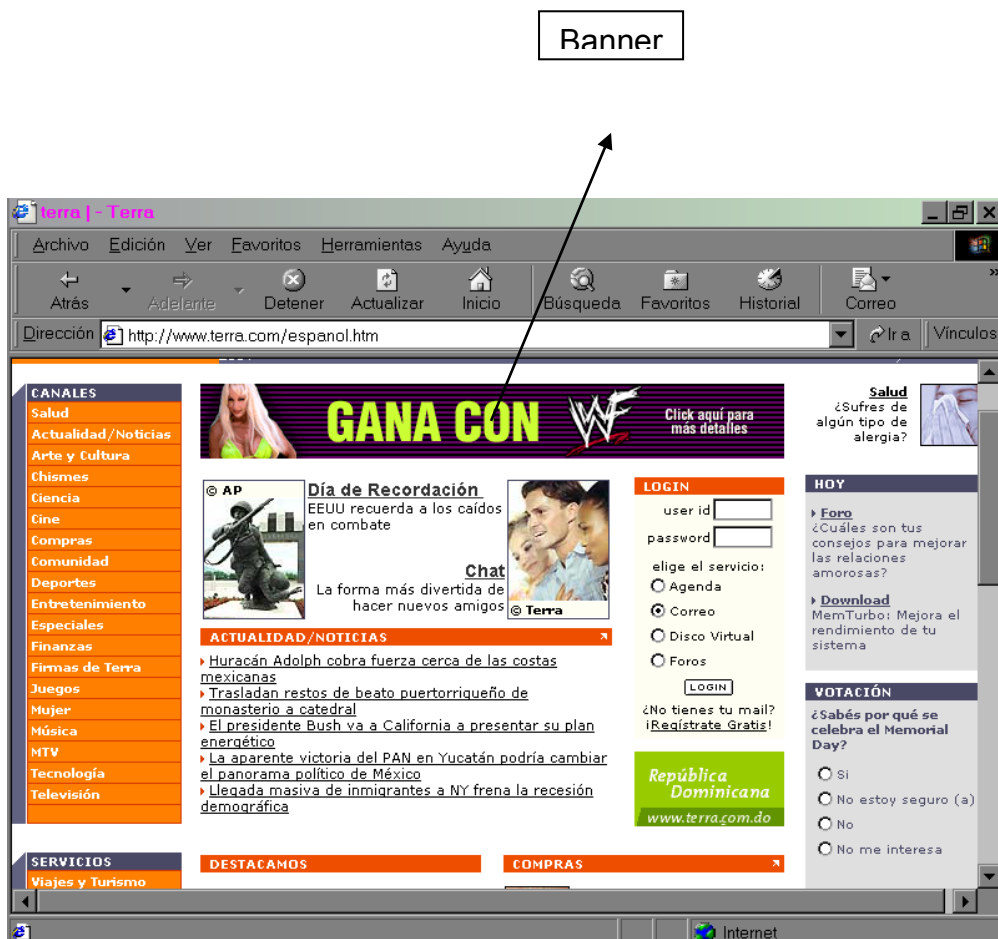 Banner
terra | - Terra
Archivo Edición Ver Favoritos Herramientas Ayuda
Atrás Adelante Detener Actualizar Inicio Búsqueda Favoritos Historial Correo »
Dirección http://www.terra.com/espanol.htm Ir a Vínculos
CANALES
Salud
Actualidad/Noticias
Arte y Cultura
Chismes
Ciencia
Cine
Compras
Comunidad
Deportes
Entretenimiento
Especiales
Finanzas
Firmas de Terra
Juegos
Mujer
Música
MTV
Tecnología
Televisión
SERVICIOS
Viajes y Turismo
GANA CON WF Click aquí para
más detalles
© AP
Día de Recordación
EEUU recuerda a los caídos
en combate
Chat
La forma más divertida de
hacer nuevos amigos
© Terra
ACTUALIDAD/NOTICIAS
Huracán Adolph cobra fuerza cerca de las costas
mexicanas
Trasladan restos de beato puertorriqueño de
monasterio a catedral
El presidente Bush va a California a presentar su plan
energético
La aparente victoria del PAN en Yucatán podría cambiar
el panorama político de México
Llegada masiva de inmigrantes a NY frena la recesión
demográfica
DESTACAMOS
COMPRAS
LOGIN
user id
password
elige el servicio:
Agenda
Correo
Disco Virtual
Foros
LOGIN
¿No tienes tu mail?
¡Regístrate Gratis!
República
Dominicana
www.terra.com.do
Salud
¿Sufres de
algún tipo de
alergia?
HOY
Foro
¿Cuáles son tus
consejos para mejorar
las relaciones
amorosas?
Download
MemTurbo: Mejora el
rendimiento de tu
sistema
VOTACIÓN
¿Sabés por qué se
celebra el Memorial
Day?
Si
No estoy seguro (a)
No
No me interesa
Internet